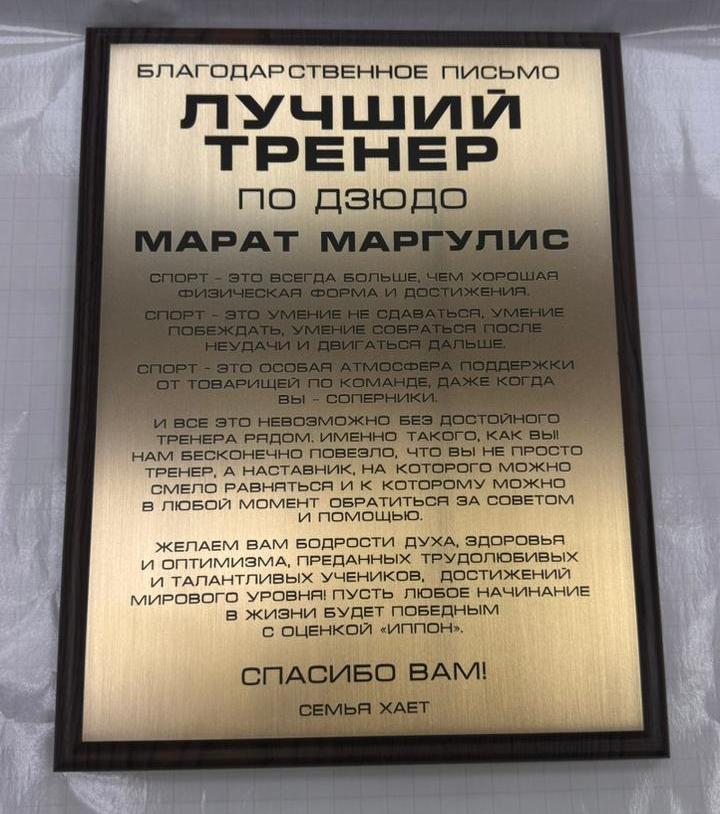 БЛАГОДАРСТВЕННОЕ ПИСЬМО
ЛУЧШИЙ
ТРЕНЕР
ПО ДЗЮДО
МАРАТ МАРГУЛИС
СПОРТ - ЭТО ВСЕГДА БОЛЬШЕ, ЧЕМ ХОРОШАЯ
ФИЗИЧЕСКАЯ ФОРМА И ДОСТИЖЕНИЯ.
СПОРТ - ЭТО УМЕНИЕ НЕ СДАВАТЬСЯ, УМЕНИЕ
ПОБЕЖДАТЬ, УМЕНИЕ СОБРАТЬСЯ ПОСЛЕ
НЕУДАЧИ И ДВИГАТЬСЯ ДАЛЬШЕ.
СПОРТ - ЭТО ОСОБАЯ АТМОСФЕРА ПОДДЕРЖКИ
ОТ ТОВАРИЩЕЙ ПО КОМАНДЕ, ДАЖЕ КОГДА
ВЫ - СОПЕРНИКИ.
И ВСЕ ЭТО НЕВОЗМОЖНО БЕЗ ДОСТОЙНОГО
ТРЕНЕРА РЯДОМ. ИМЕННО ТАКОГО, КАК ВЫ!
НАМ БЕСКОНЕЧНО ПОВЕЗЛО, ЧТО ВЫ НЕ ПРОСТО
ТРЕНЕР, А НАСТАВНИК, НА КОТОРОГО МОЖНО
СМЕЛО РАВНЯТЬСЯ И К КОТОРОМУ МОЖНО
В ЛЮБОЙ МОМЕНТ ОБРАТИТЬСЯ ЗА СОВЕТОМ
И ПОМОЩЬЮ.
ЖЕЛАЕМ ВАМ БОДРОСТИ ДУХА, ЗДОРОВЬЯ
И ОПТИМИЗМА, ПРЕДАННЫХ ТРУДОЛЮБИВЫХ
И ТАЛАНТЛИВЫХ УЧЕНИКОВ, ДОСТИЖЕНИЙ
МИРОВОГО УРОВНЯ! ПУСТЬ ЛЮБОЕ НАЧИНАНИЕ
В ЖИЗНИ БУДЕТ ПОБЕДНЫМ
С ОЦЕНКОЙ «ИППОН».
СПАСИБО ВАМ!
СЕМЬЯ ХАЕТ